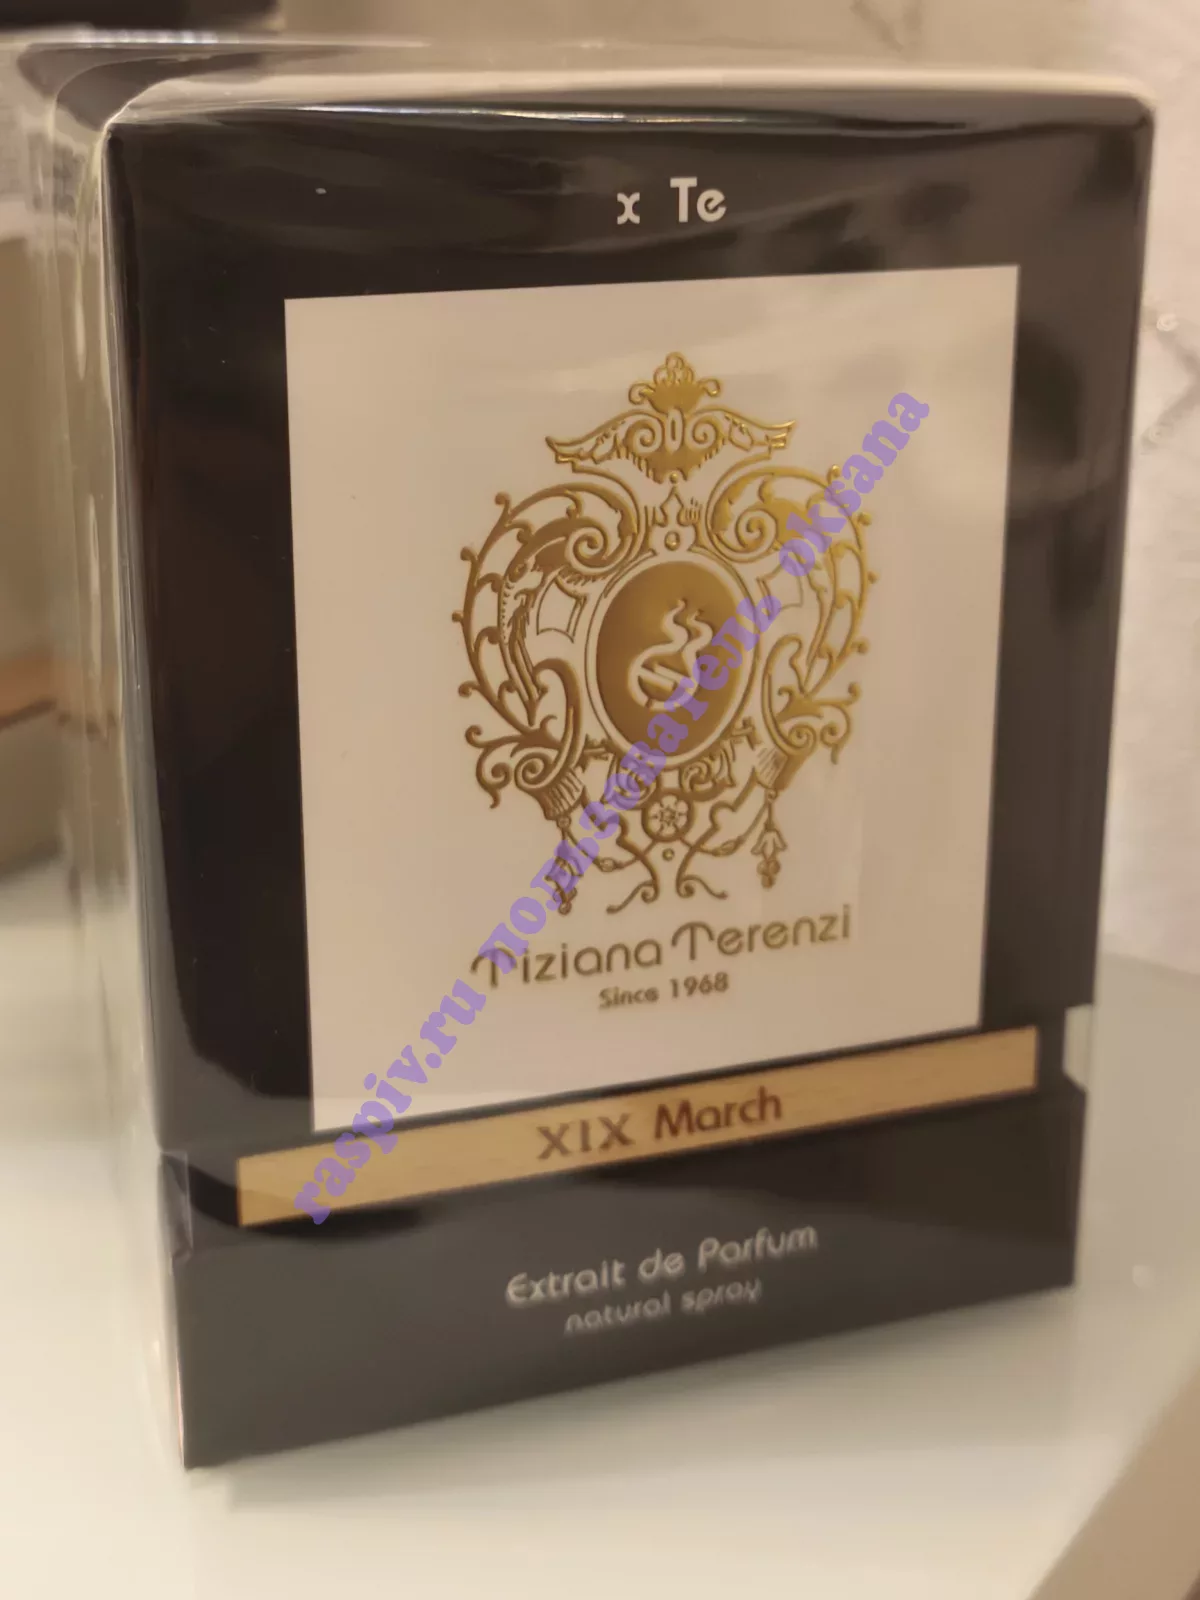 x Te
Tiziana Terenzi
Since 1968
XIX March
Extrait de Parfum
natural spray
raspiv.ru пользователь oksana